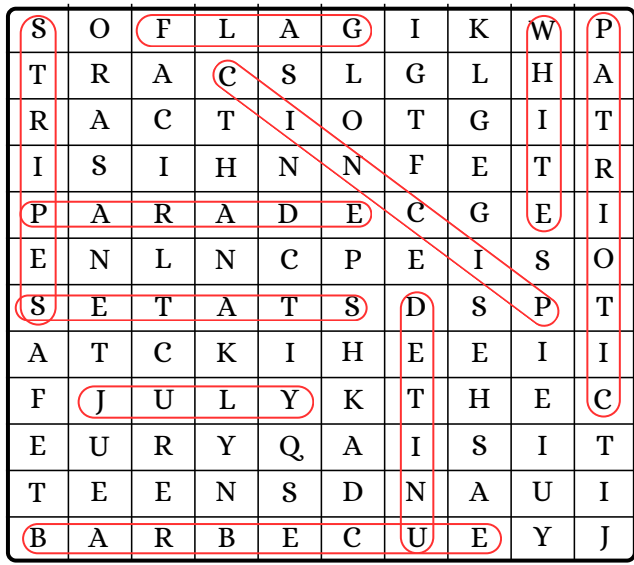 S O F L A G I K W P
T R A C S L G L H A
R A C T I O T G I T
I S I H N N F E T R
P A R A D E C G E I
E N L N C P E I S O
S E T A T S D S P T
A T C K I H E E I I
F J U L Y K T H E C
E U R Y Q A I S I T
T E E N S D N A U I
B A R B E C U E Y J